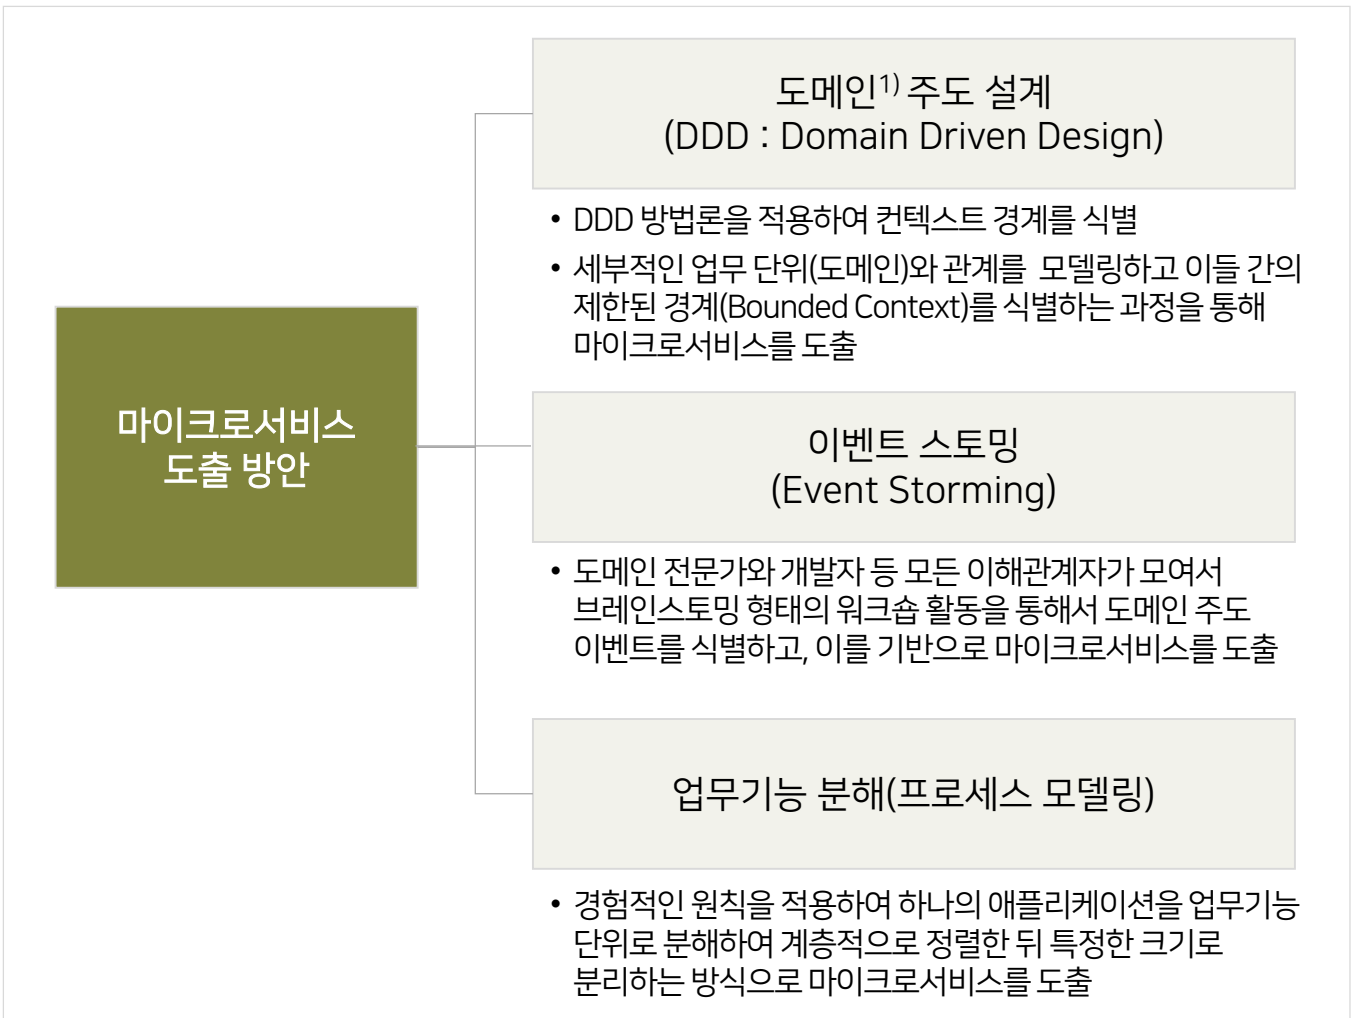 마이크로서비스
도출 방안
도메인1) 주도 설계
(DDD : Domain Driven Design)
• DDD 방법론을 적용하여 컨텍스트 경계를 식별
• 세부적인 업무 단위(도메인)와 관계를 모델링하고 이들 간의
제한된 경계(Bounded Context)를 식별하는 과정을 통해
마이크로서비스를 도출
이벤트 스토밍
(Event Storming)
• 도메인 전문가와 개발자 등 모든 이해관계자가 모여서
브레인스토밍 형태의 워크숍 활동을 통해서 도메인 주도
이벤트를 식별하고, 이를 기반으로 마이크로서비스를 도출
업무기능 분해(프로세스 모델링)
• 경험적인 원칙을 적용하여 하나의 애플리케이션을 업무기능
단위로 분해하여 계층적으로 정렬한 뒤 특정한 크기로
분리하는 방식으로 마이크로서비스를 도출